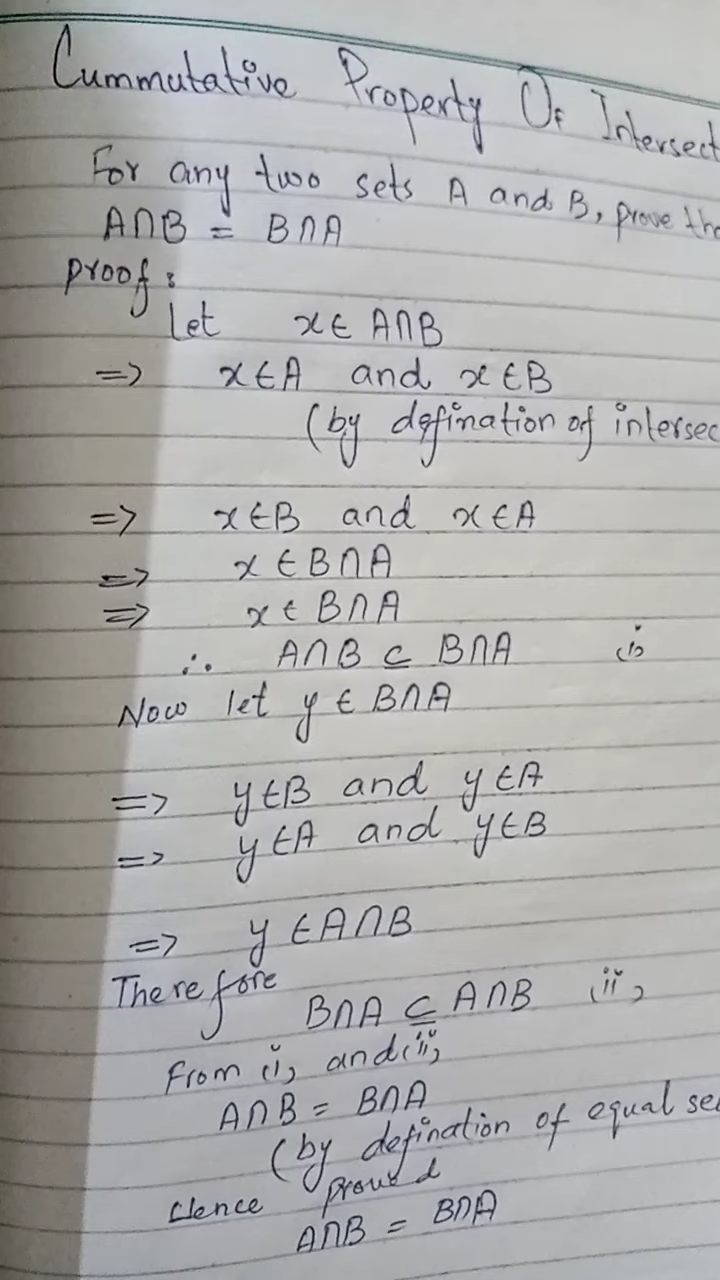 Cummutative Property Of Intersect
For any two sets A and B, prove tha
A∩B = B∩A
proof:
Let x∈ A∩B
=> x∈A and x∈B
(by defination of intersec
=> x∈B and x∈A
=> x∈B∩A
=> x∈B∩A
∴ A∩B ⊆ B∩A (i)
Now let y ∈ B∩A
=> y∈B and y∈A
=> y∈A and y∈B
=> y∈A∩B
Therefore
B∩A ⊆ A∩B (ii)
From (i) and (ii)
A∩B = B∩A
(by defination of equal se
Hence proved
A∩B = B∩A